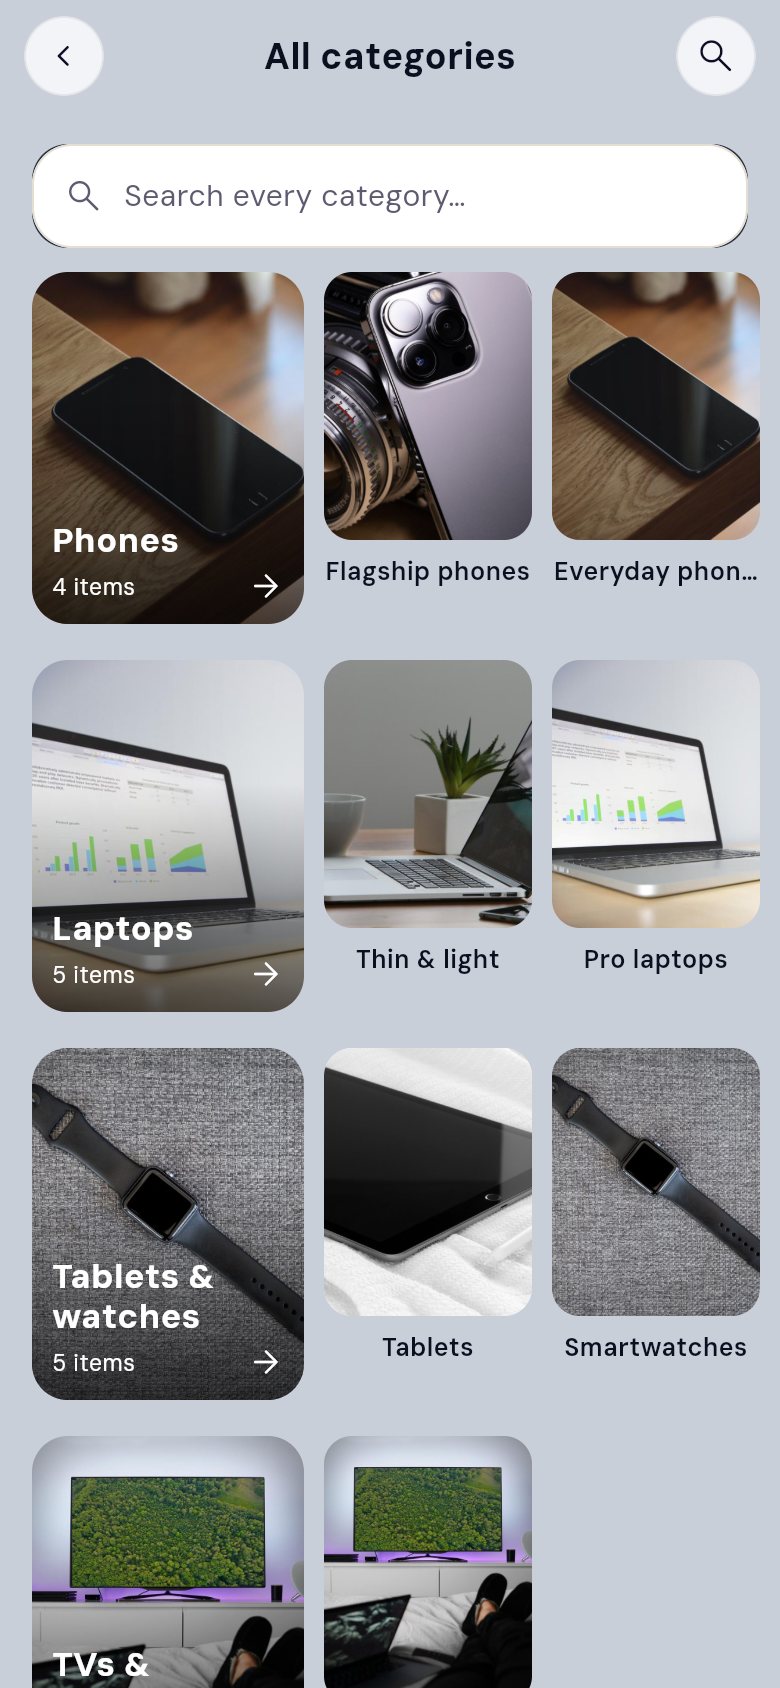 All categories
Search every category...
Phones
4 items
Flagship phones
Everyday phon...
Laptops
5 items
Thin & light
Pro laptops
Tablets &
watches
5 items
Tablets
Smartwatches
TVs &